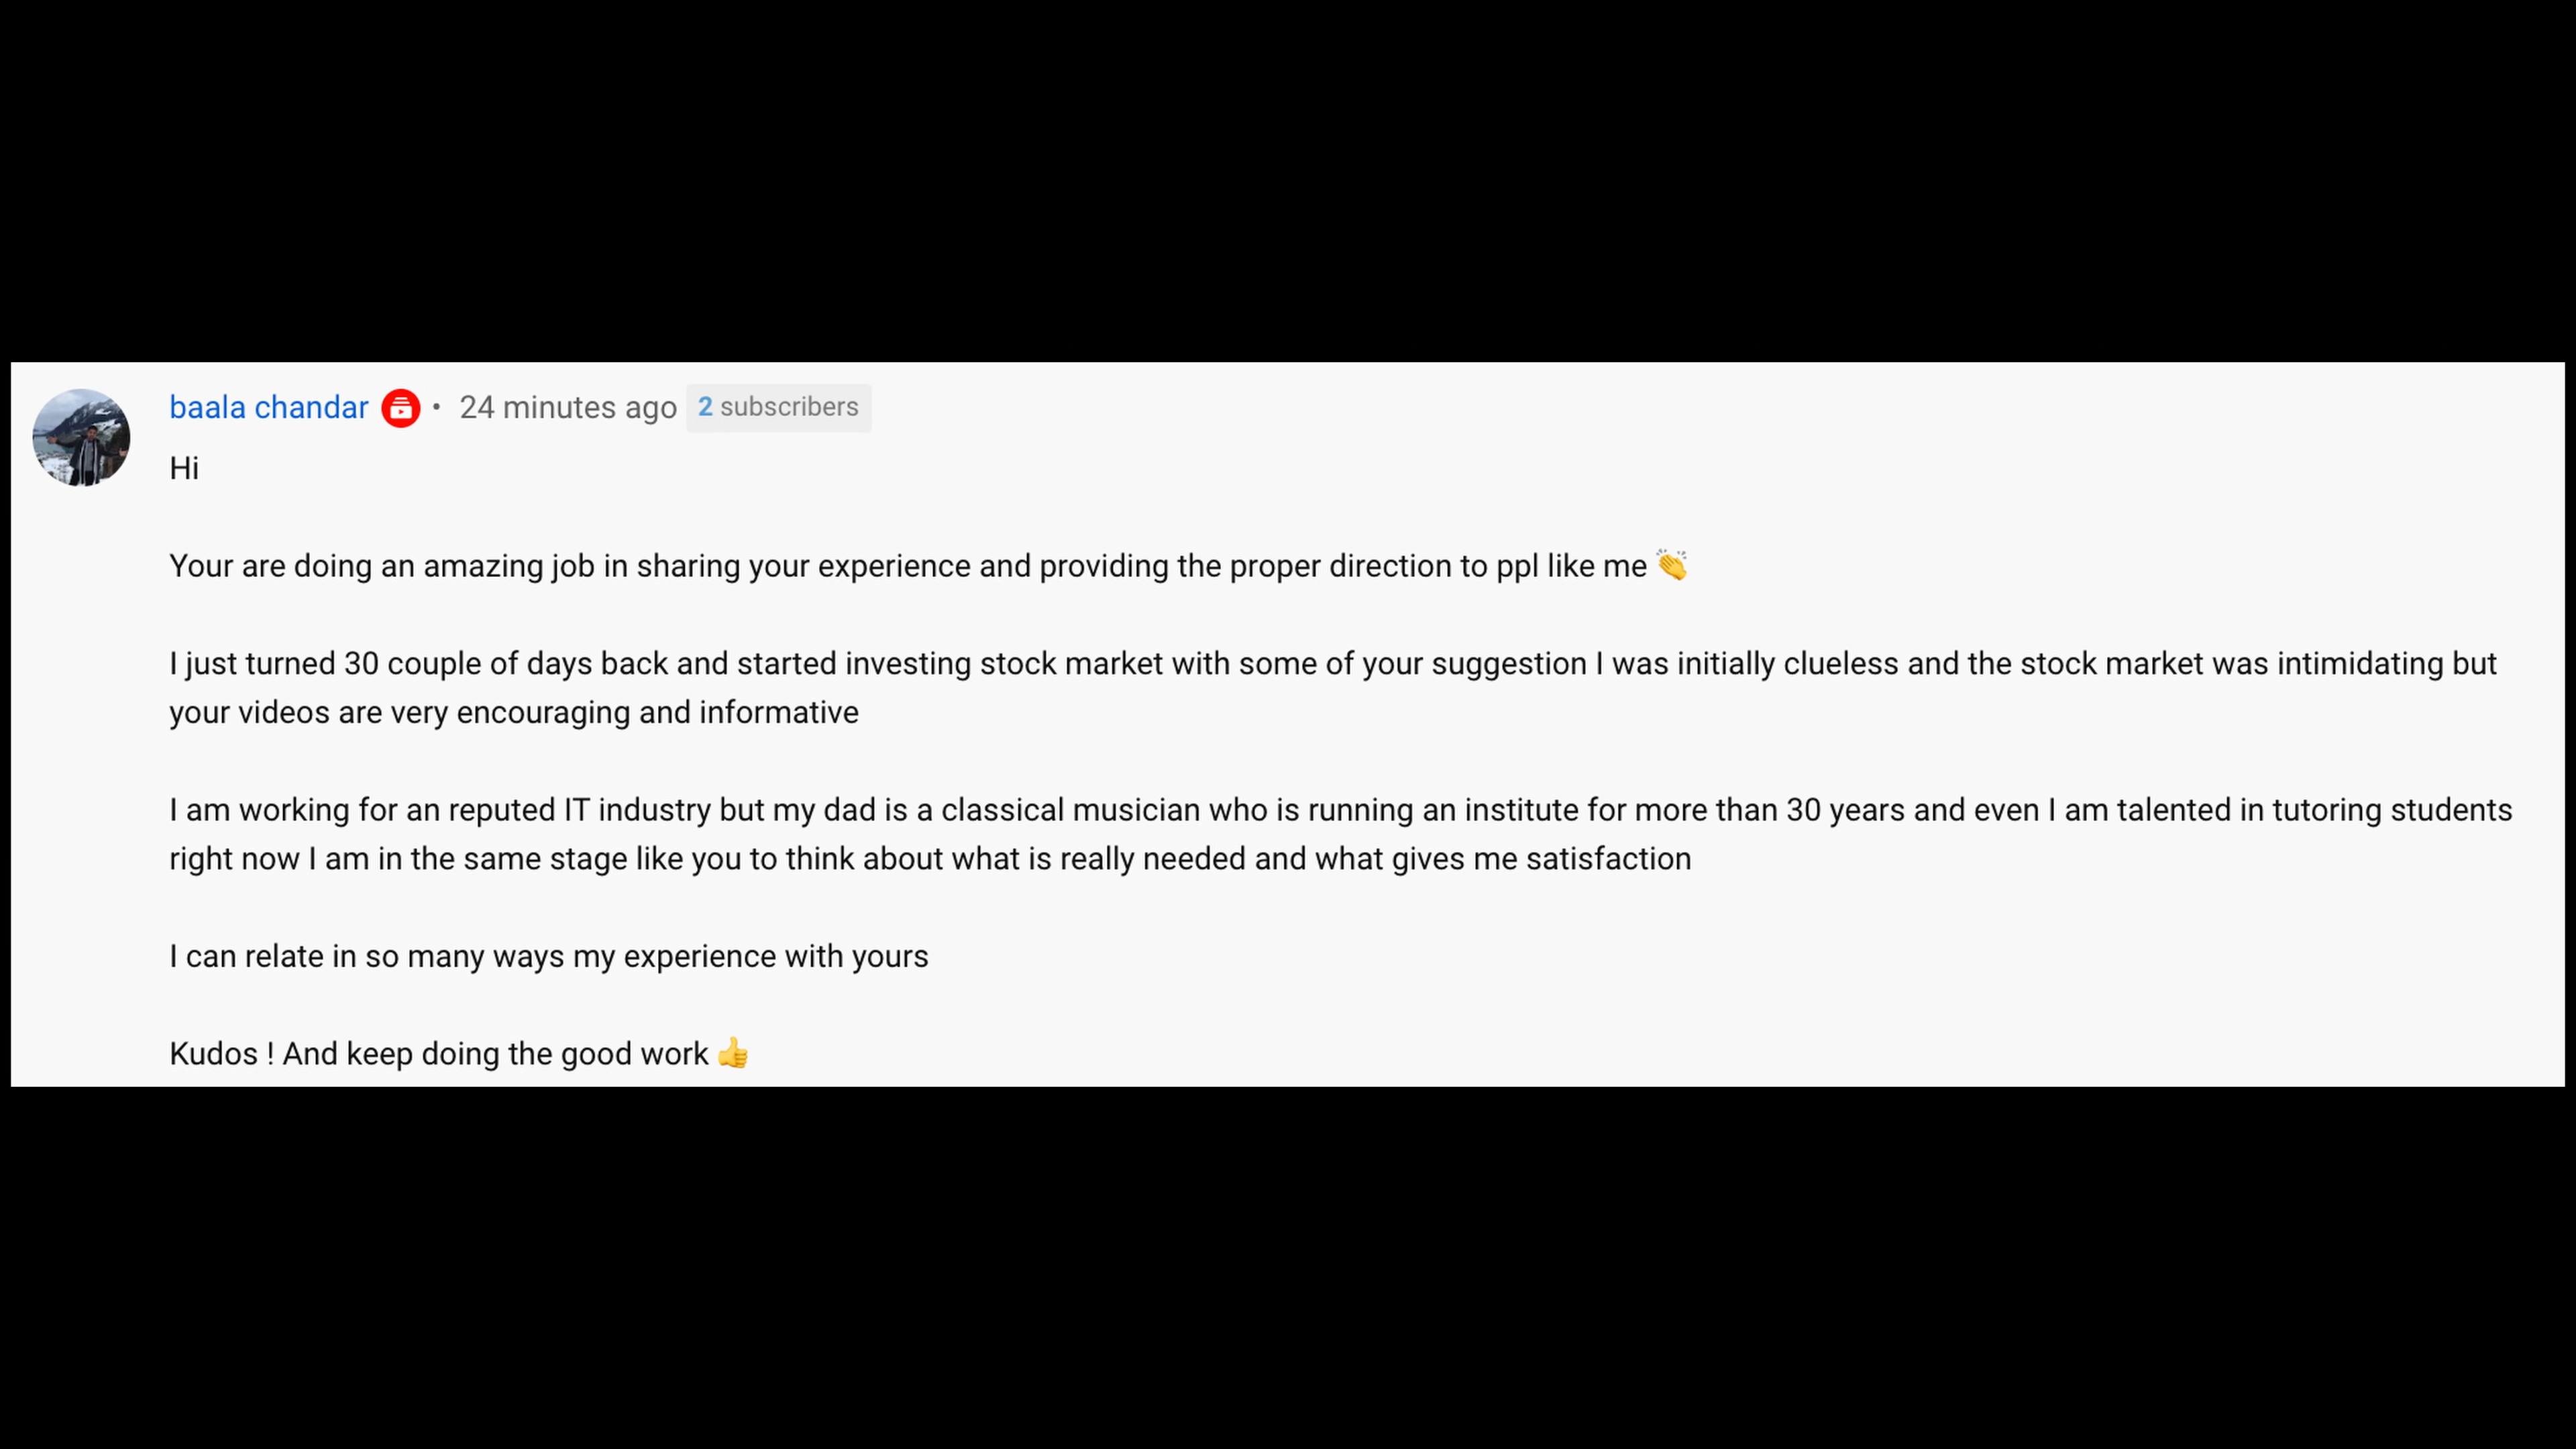 baala chandar • 24 minutes ago 2 subscribers
Hi
Your are doing an amazing job in sharing your experience and providing the proper direction to ppl like me 👏
I just turned 30 couple of days back and started investing stock market with some of your suggestion I was initially clueless and the stock market was intimidating but
your videos are very encouraging and informative
I am working for an reputed IT industry but my dad is a classical musician who is running an institute for more than 30 years and even I am talented in tutoring students
right now I am in the same stage like you to think about what is really needed and what gives me satisfaction
I can relate in so many ways my experience with yours
Kudos ! And keep doing the good work 👍